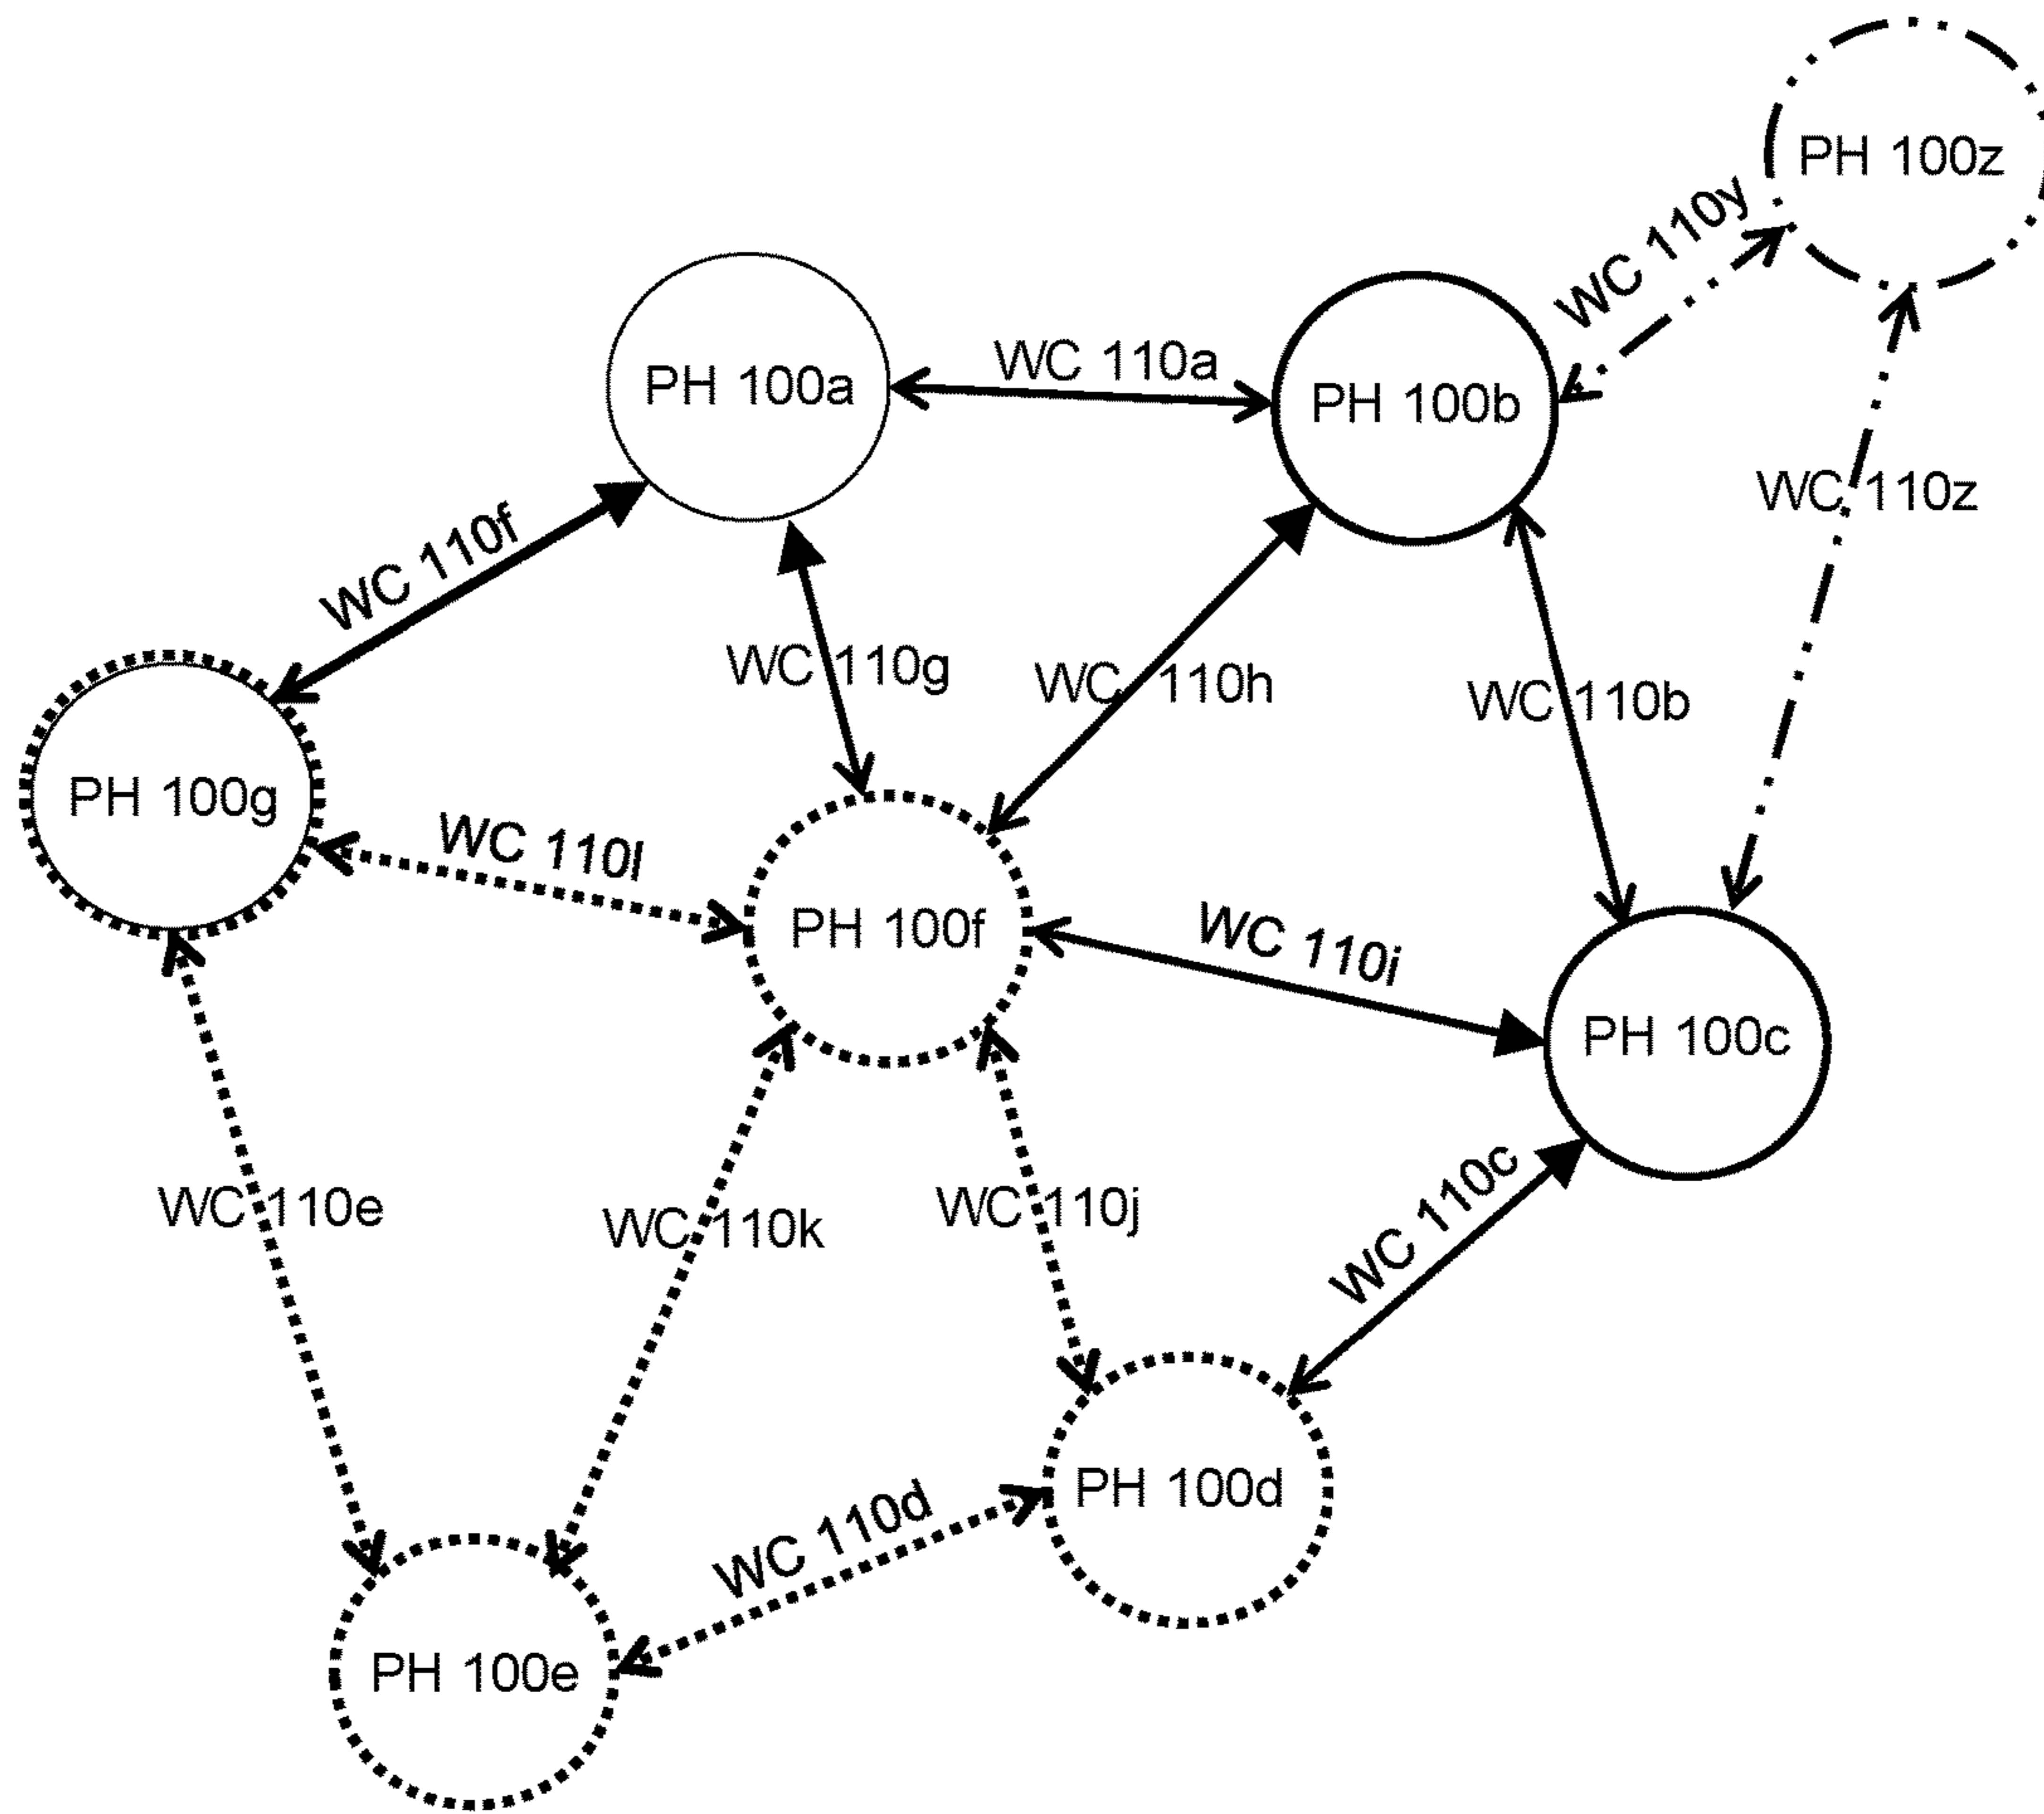 PH 100z
WC 110y
WC 110a
PH 100a
PH 100b
WC 110z
WC 110f
WC 110g
WC 110h
WC 110b
PH 100g
WC 110l
PH 100f
WC 110i
PH 100c
WC 110e
WC 110k
WC 110j
WC 110c
PH 100d
WC 110d
PH 100e